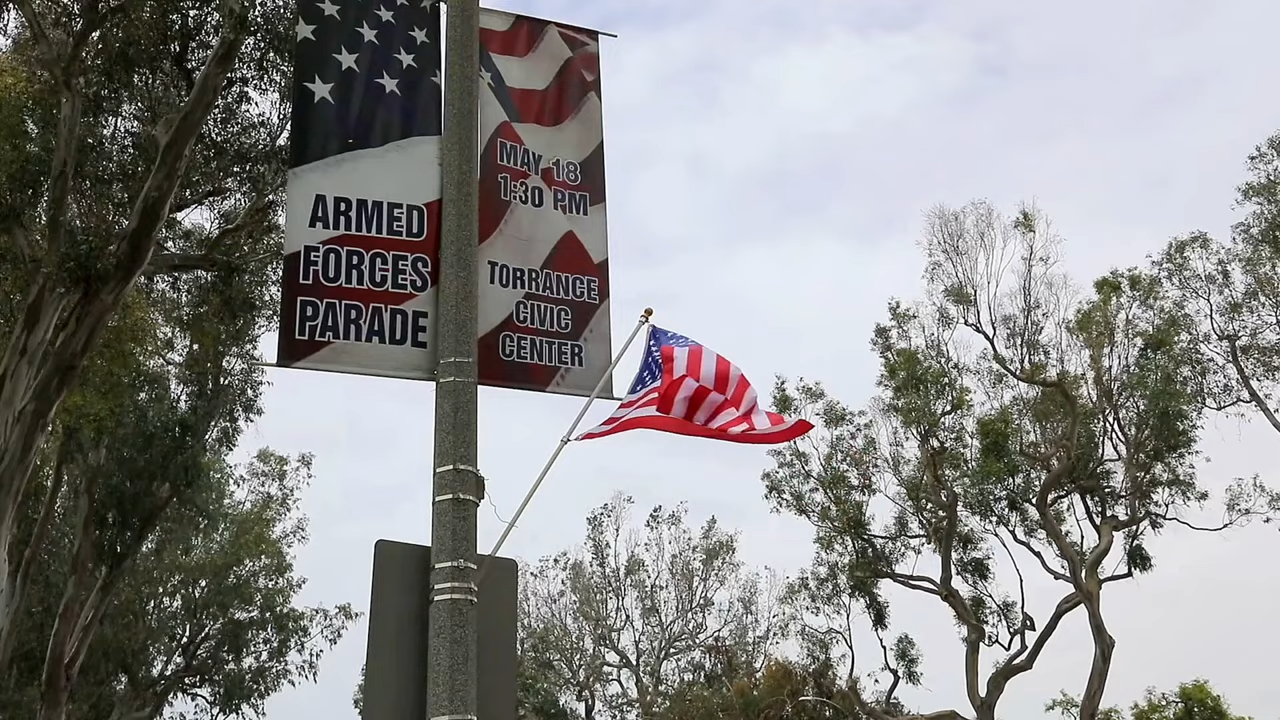 ARMED
FORCES
PARADE
MAY 18
1:30 PM
TORRANCE
CIVIC
CENTER